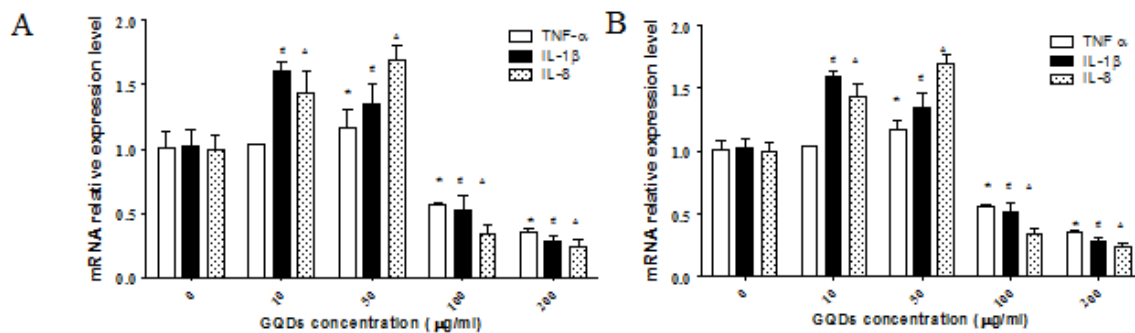 A
mRNA relative expression level
2.0
1.5
1.0
0.5
0.0
TNF-α
IL-1β
IL-8
# Δ
* # Δ
* # Δ
* # Δ
0 10 50 100 200
GQDs concentration ( μg/ml)
B
mRNA relative expression level
2.0
1.5
1.0
0.5
0.0
TNF α
IL-1β
IL-8
# Δ
* # Δ
* # Δ
* # Δ
0 10 50 100 200
GQDs concentration ( μg/ml)